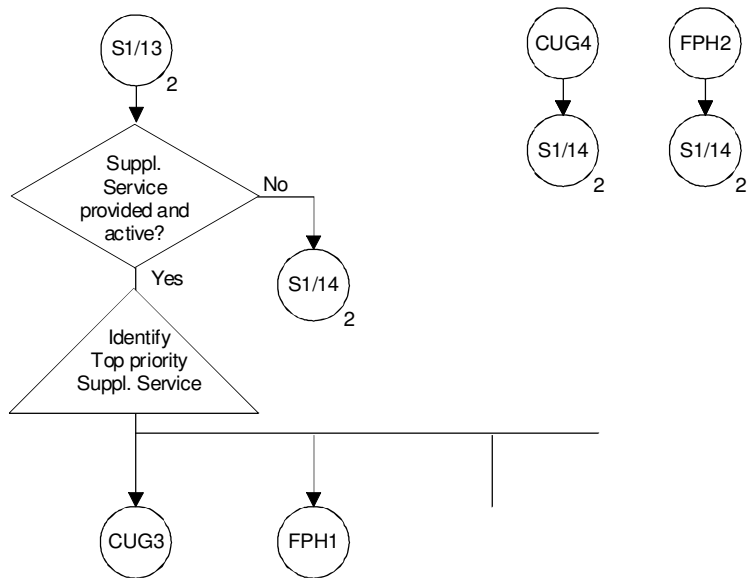 S1/13
2
CUG4
FPH2
S1/14
2
S1/14
2
Suppl.
Service
provided and
active?
No
Yes
S1/14
2
Identify
Top priority
Suppl. Service
CUG3
FPH1